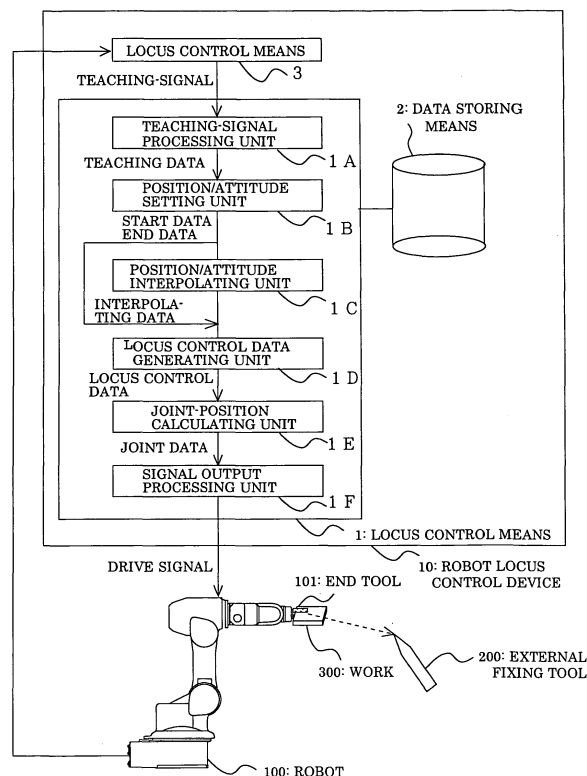 LOCUS CONTROL MEANS
3
TEACHING-SIGNAL
2: DATA STORING
MEANS
TEACHING-SIGNAL
PROCESSING UNIT
1 A
TEACHING DATA
POSITION/ATTITUDE
SETTING UNIT
1 B
START DATA
END DATA
POSITION/ATTITUDE
INTERPOLATING UNIT
1 C
INTERPOLA-
TING DATA
LOCUS CONTROL DATA
GENERATING UNIT
1 D
LOCUS CONTROL
DATA
JOINT-POSITION
CALCULATING UNIT
1 E
JOINT DATA
SIGNAL OUTPUT
PROCESSING UNIT
1 F
1: LOCUS CONTROL MEANS
DRIVE SIGNAL
10: ROBOT LOCUS
CONTROL DEVICE
101: END TOOL
300: WORK
200: EXTERNAL
FIXING TOOL
100: ROBOT